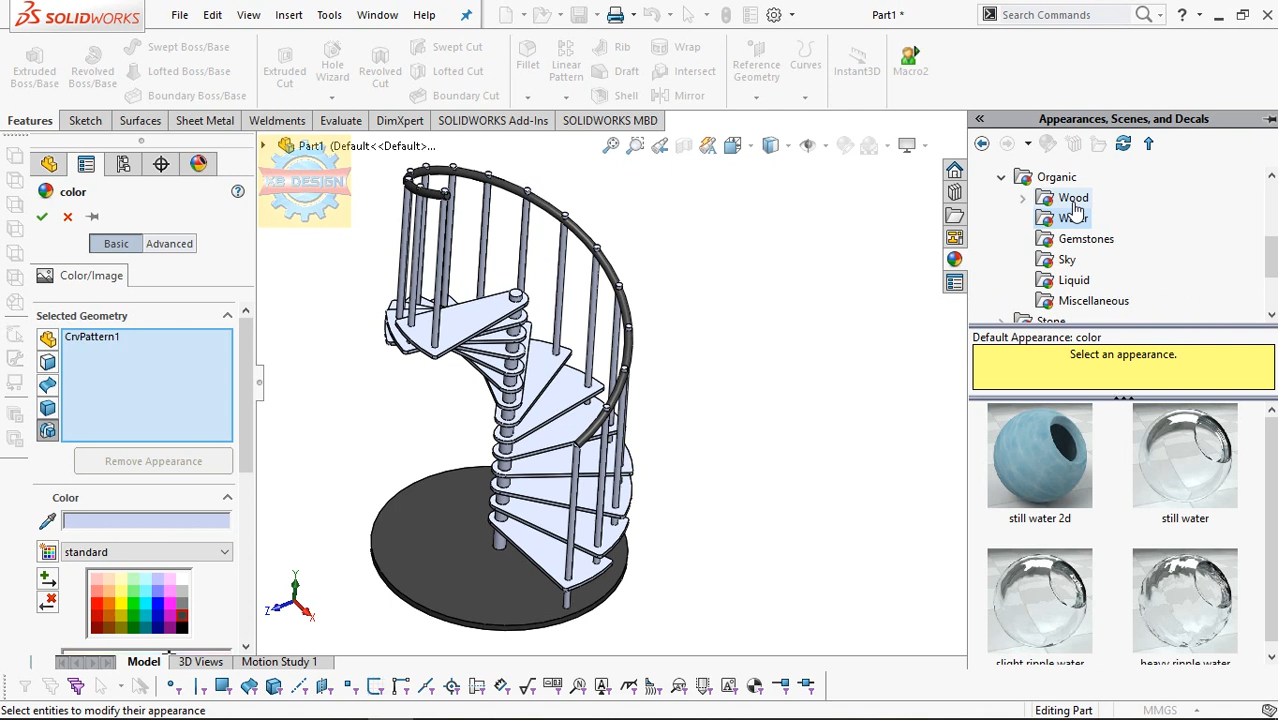 SOLIDWORKS
File Edit View Insert Tools Window Help
Part1 *
Search Commands
Extruded Boss/Base
Revolved Boss/Base
Swept Boss/Base
Lofted Boss/Base
Boundary Boss/Base
Extruded Cut
Hole Wizard
Revolved Cut
Swept Cut
Lofted Cut
Boundary Cut
Fillet
Linear Pattern
Rib
Draft
Shell
Wrap
Intersect
Mirror
Reference Geometry
Curves
Instant3D
Macro2
Features Sketch Surfaces Sheet Metal Weldments Evaluate DimXpert SOLIDWORKS Add-Ins SOLIDWORKS MBD
Appearances, Scenes, and Decals
Part1 (Default<<Default>...
DESIGN
color
Basic Advanced
Color/Image
Selected Geometry
CrvPattern1
Remove Appearance
Color
standard
Organic
Wood
Gemstones
Sky
Liquid
Miscellaneous
Default Appearance: color
Select an appearance.
still water 2d
still water
slight ripple water
heavy ripple water
Y
Z
X
Model 3D Views Motion Study 1
Select entities to modify their appearance
Editing Part
MMGS